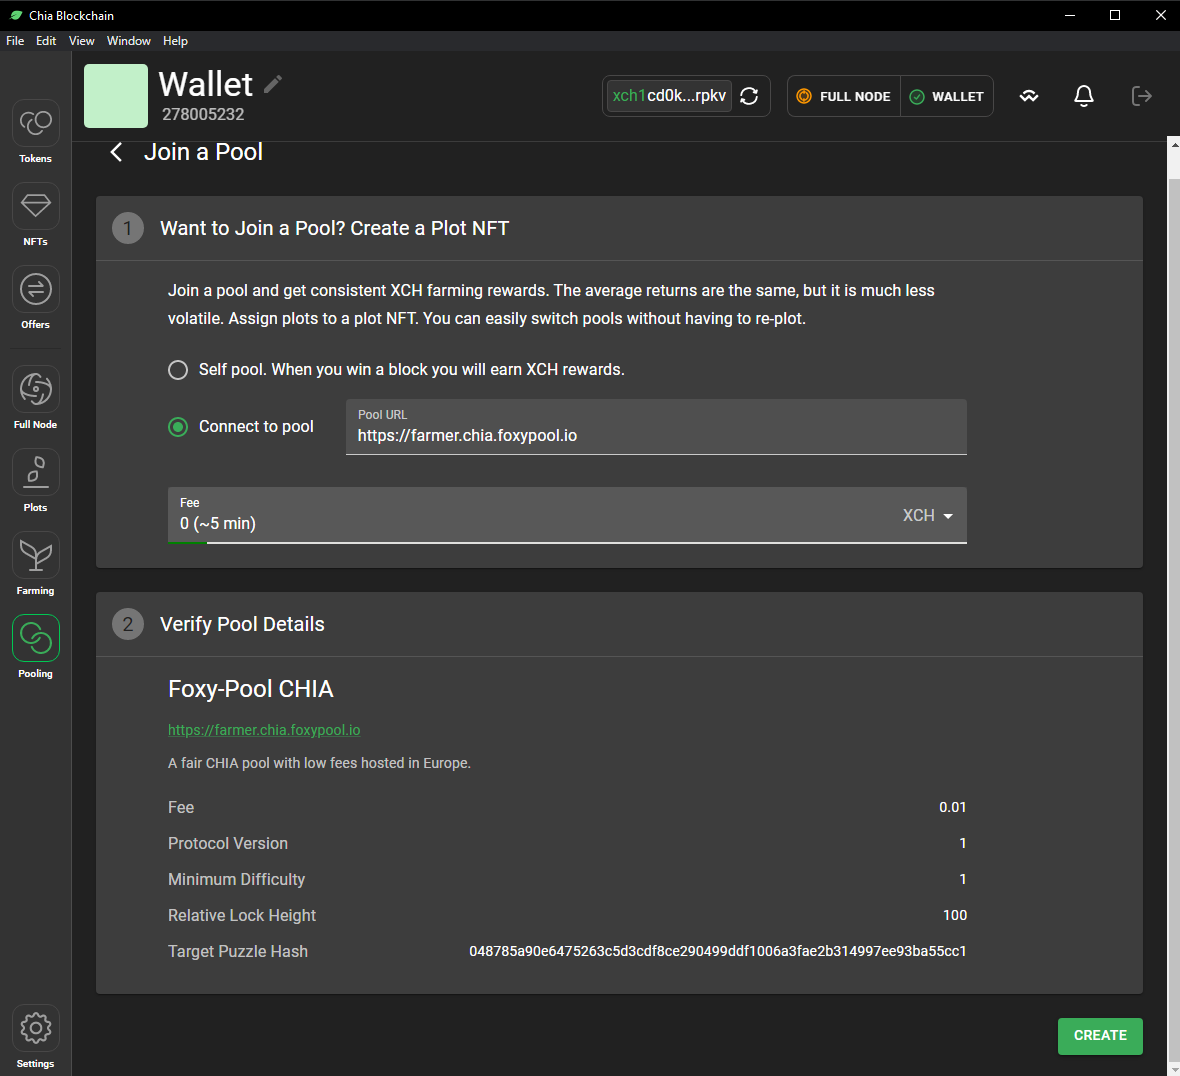 Chia Blockchain
File Edit View Window Help
Wallet
278005232
xch1cd0k...rpkv
FULL NODE
WALLET
Tokens
NFTs
Offers
Full Node
Plots
Farming
Pooling
Settings
Join a Pool
1 Want to Join a Pool? Create a Plot NFT
Join a pool and get consistent XCH farming rewards. The average returns are the same, but it is much less
volatile. Assign plots to a plot NFT. You can easily switch pools without having to re-plot.
Self pool. When you win a block you will earn XCH rewards.
Connect to pool
Pool URL
https://farmer.chia.foxypool.io
Fee
0 (~5 min)
XCH
2 Verify Pool Details
Foxy-Pool CHIA
https://farmer.chia.foxypool.io
A fair CHIA pool with low fees hosted in Europe.
Fee 0.01
Protocol Version 1
Minimum Difficulty 1
Relative Lock Height 100
Target Puzzle Hash 048785a90e6475263c5d3cdf8ce290499ddf1006a3fae2b314997ee93ba55cc1
CREATE